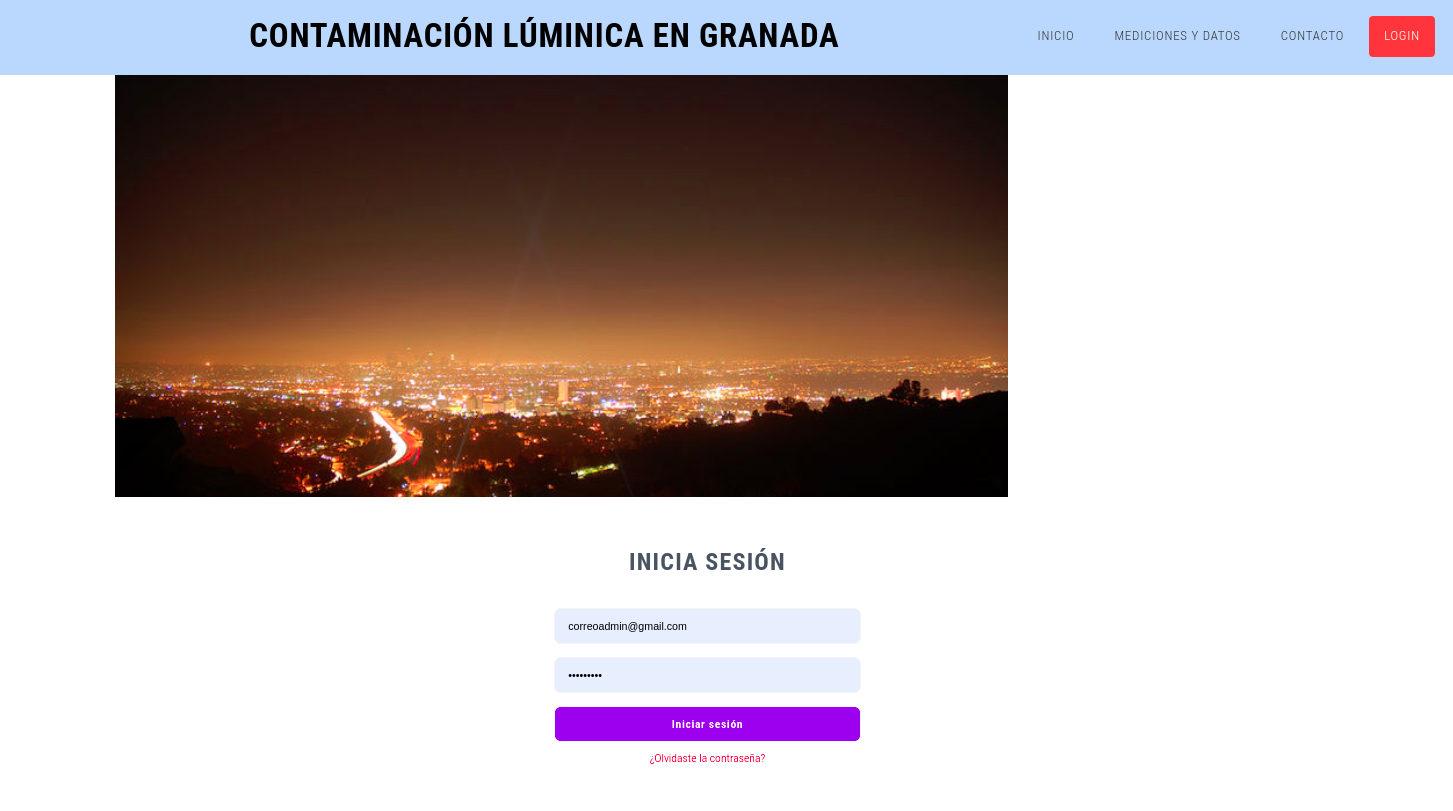 CONTAMINACIÓN LÚMINICA EN GRANADA
INICIO MEDICIONES Y DATOS CONTACTO LOGIN
INICIA SESIÓN
correoadmin@gmail.com
•••••••••
Iniciar sesión
¿Olvidaste la contraseña?